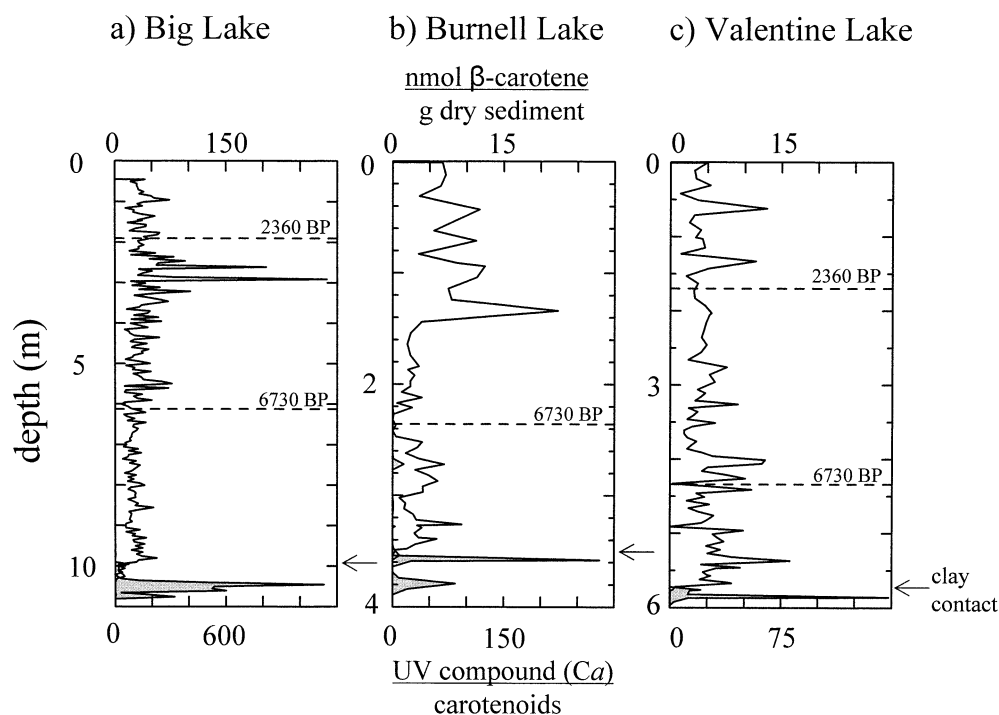 a) Big Lake
b) Burnell Lake
c) Valentine Lake
nmol β-carotene
g dry sediment
0 150
0 15
0 15
depth (m)
0
5
10
0
2
4
0
3
6
2360 BP
6730 BP
6730 BP
2360 BP
6730 BP
clay
contact
0 600
0 150
0 75
UV compound (Ca)
carotenoids